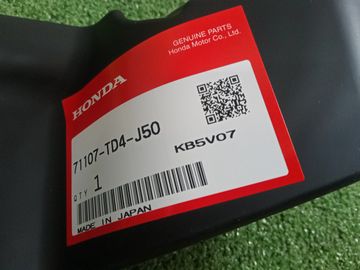 GENUINE PARTS
Honda Motor Co., Ltd.
HONDA
71107-TD4-J50
KB5V07
QTY 1
MADE IN JAPAN